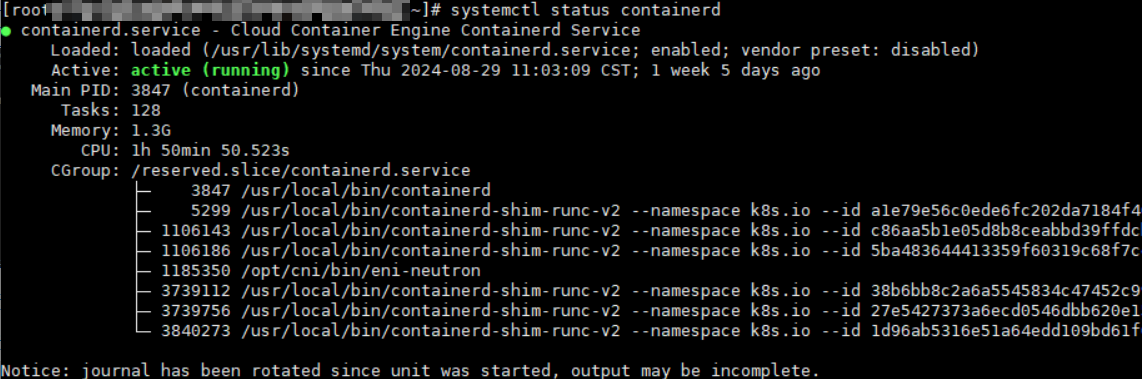 [root ~]# systemctl status containerd
● containerd.service - Cloud Container Engine Containerd Service
Loaded: loaded (/usr/lib/systemd/system/containerd.service; enabled; vendor preset: disabled)
Active: active (running) since Thu 2024-08-29 11:03:09 CST; 1 week 5 days ago
Main PID: 3847 (containerd)
Tasks: 128
Memory: 1.3G
CPU: 1h 50min 50.523s
CGroup: /reserved.slice/containerd.service
├─ 3847 /usr/local/bin/containerd
├─ 5299 /usr/local/bin/containerd-shim-runc-v2 --namespace k8s.io --id a1e79e56c0ede6fc202da7184f4
├─ 1106143 /usr/local/bin/containerd-shim-runc-v2 --namespace k8s.io --id c86aa5b1e05d8b8ceabbd39ffdc
├─ 1106186 /usr/local/bin/containerd-shim-runc-v2 --namespace k8s.io --id 5ba483644413359f60319c68f7c
├─ 1185350 /opt/cni/bin/eni-neutron
├─ 3739112 /usr/local/bin/containerd-shim-runc-v2 --namespace k8s.io --id 38b6bb8c2a6a5545834c47452c9
├─ 3739756 /usr/local/bin/containerd-shim-runc-v2 --namespace k8s.io --id 27e5427373a6ecd0546dbb620e1
└─ 3840273 /usr/local/bin/containerd-shim-runc-v2 --namespace k8s.io --id 1d96ab5316e51a64edd109bd61f
Notice: journal has been rotated since unit was started, output may be incomplete.